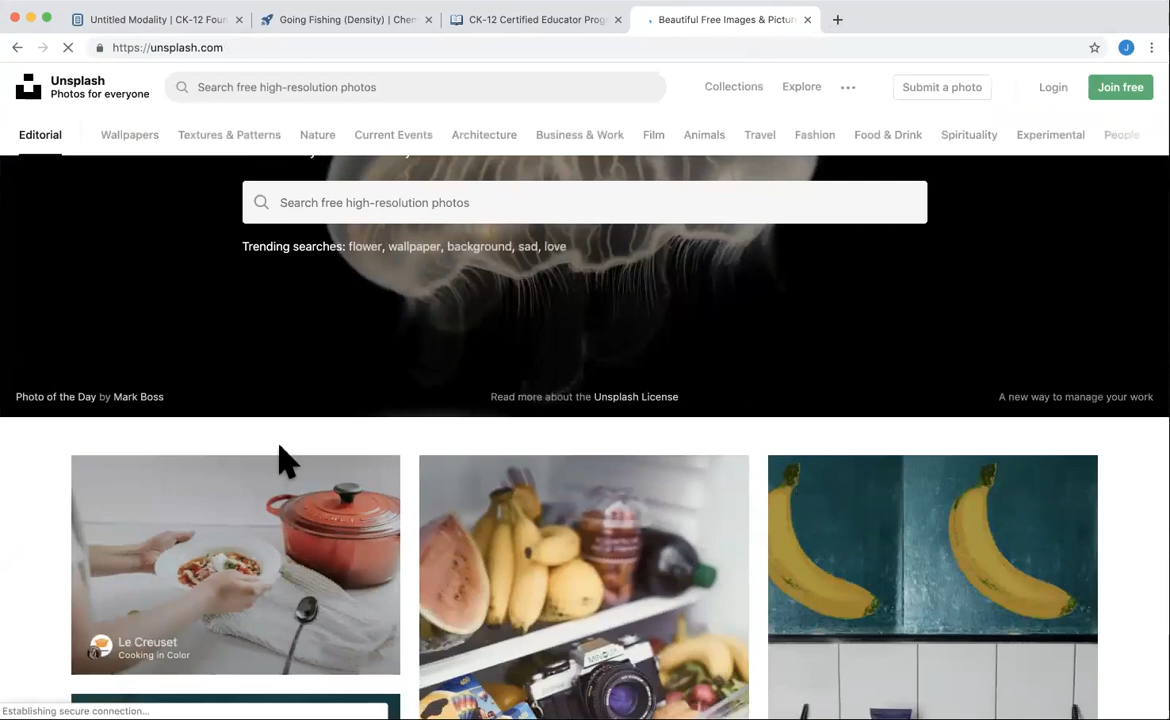 Untitled Modality | CK-12 Foun
Going Fishing (Density) | Chem
CK-12 Certified Educator Prog
Beautiful Free Images & Pictur
https://unsplash.com
J
Unsplash
Photos for everyone
Search free high-resolution photos
Collections
Explore
Submit a photo
Login
Join free
Editorial
Wallpapers
Textures & Patterns
Nature
Current Events
Architecture
Business & Work
Film
Animals
Travel
Fashion
Food & Drink
Spirituality
Experimental
People
Search free high-resolution photos
Trending searches: flower, wallpaper, background, sad, love
Photo of the Day by Mark Boss
Read more about the Unsplash License
A new way to manage your work
Le Creuset
Cooking in Color
MINOLTA
Establishing secure connection...